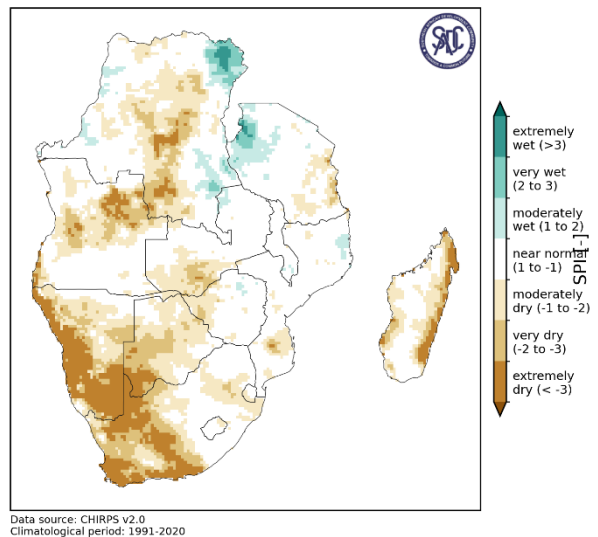 SADC
extremely
wet (>3)
very wet
(2 to 3)
moderately
wet (1 to 2)
near normal
(1 to -1)
moderately
dry (-1 to -2)
very dry
(-2 to -3)
extremely
dry (< -3)
SPI [-]
Data source: CHIRPS v2.0
Climatological period: 1991-2020